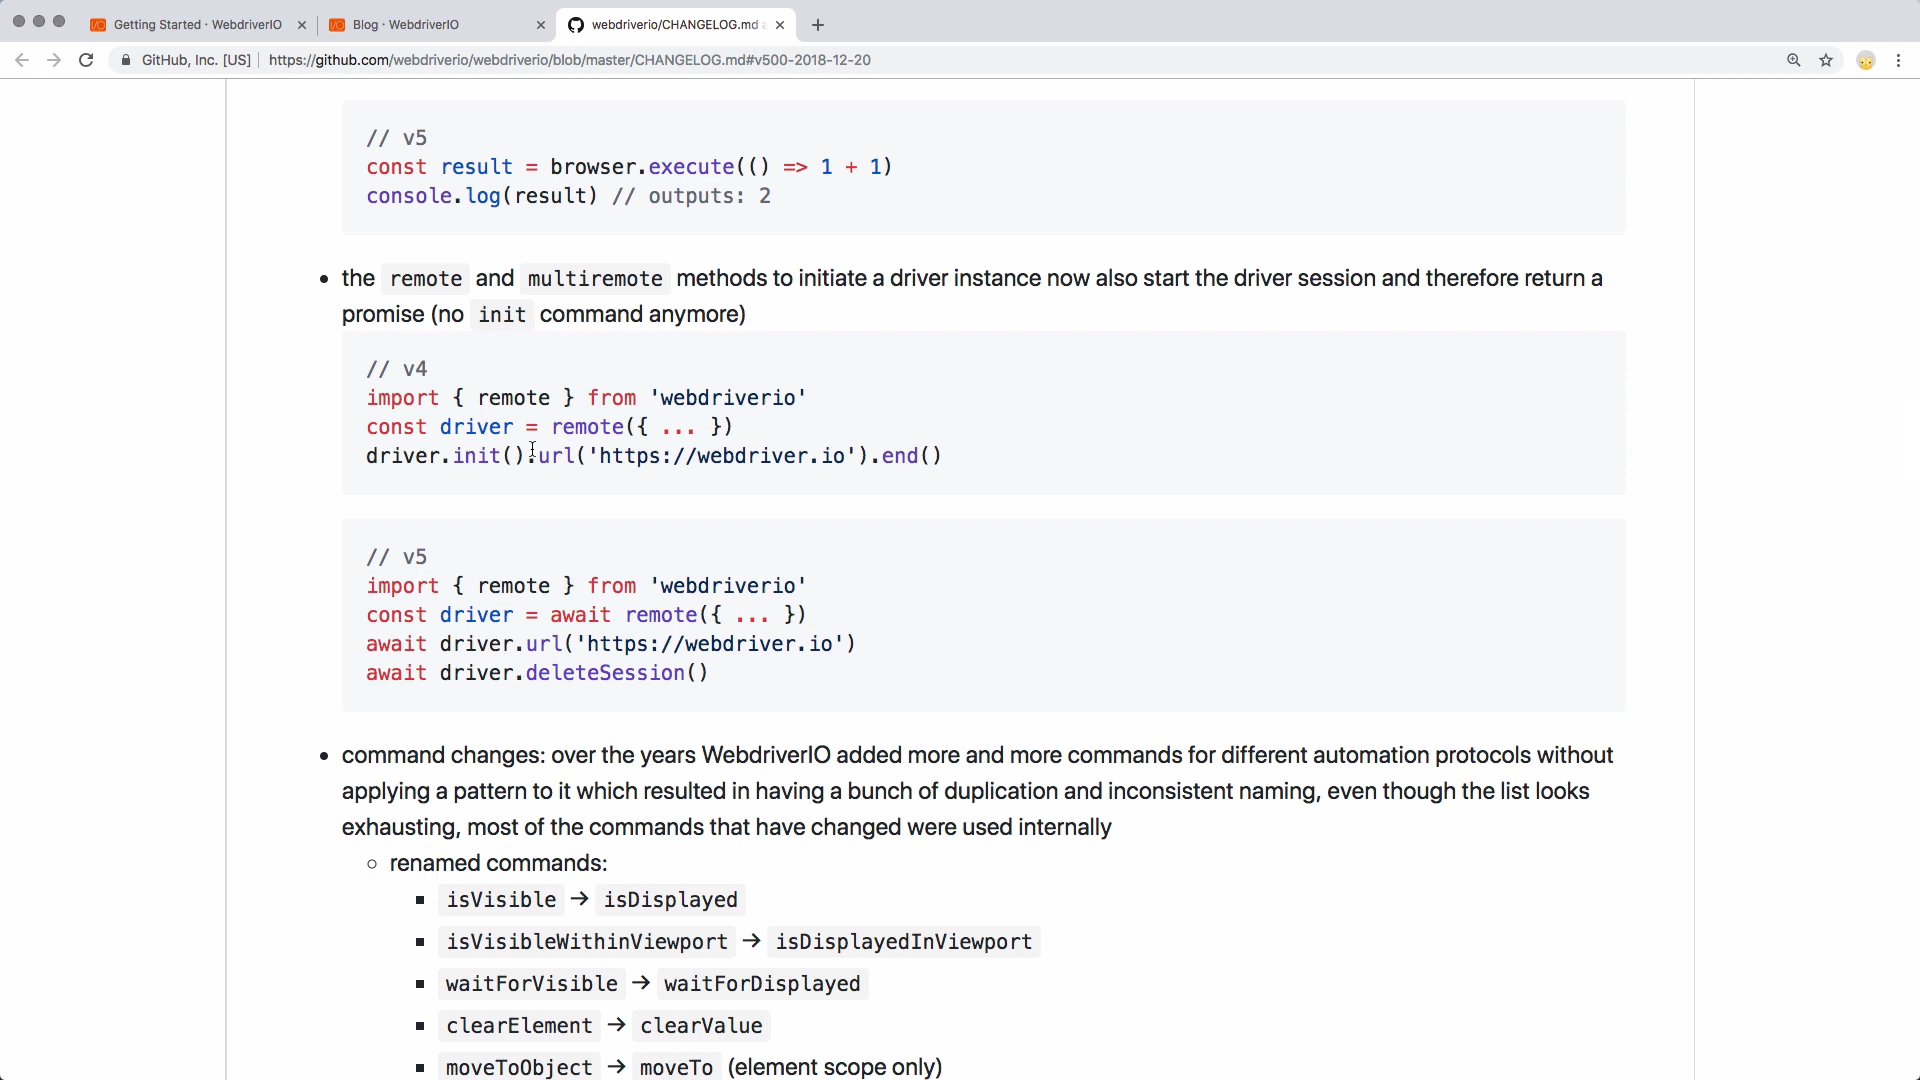 Getting Started · WebdriverIO
Blog · WebdriverIO
webdriverio/CHANGELOG.md
GitHub, Inc. [US] https://github.com/webdriverio/webdriverio/blob/master/CHANGELOG.md#v500-2018-12-20
// v5
const result = browser.execute(() => 1 + 1)
console.log(result) // outputs: 2
the remote and multiremote methods to initiate a driver instance now also start the driver session and therefore return a
promise (no init command anymore)
// v4
import { remote } from 'webdriverio'
const driver = remote({ ... })
driver.init().url('https://webdriver.io').end()
// v5
import { remote } from 'webdriverio'
const driver = await remote({ ... })
await driver.url('https://webdriver.io')
await driver.deleteSession()
command changes: over the years WebdriverIO added more and more commands for different automation protocols without
applying a pattern to it which resulted in having a bunch of duplication and inconsistent naming, even though the list looks
exhausting, most of the commands that have changed were used internally
renamed commands:
isVisible → isDisplayed
isVisibleWithinViewport → isDisplayedInViewport
waitForVisible → waitForDisplayed
clearElement → clearValue
moveToObject → moveTo (element scope only)